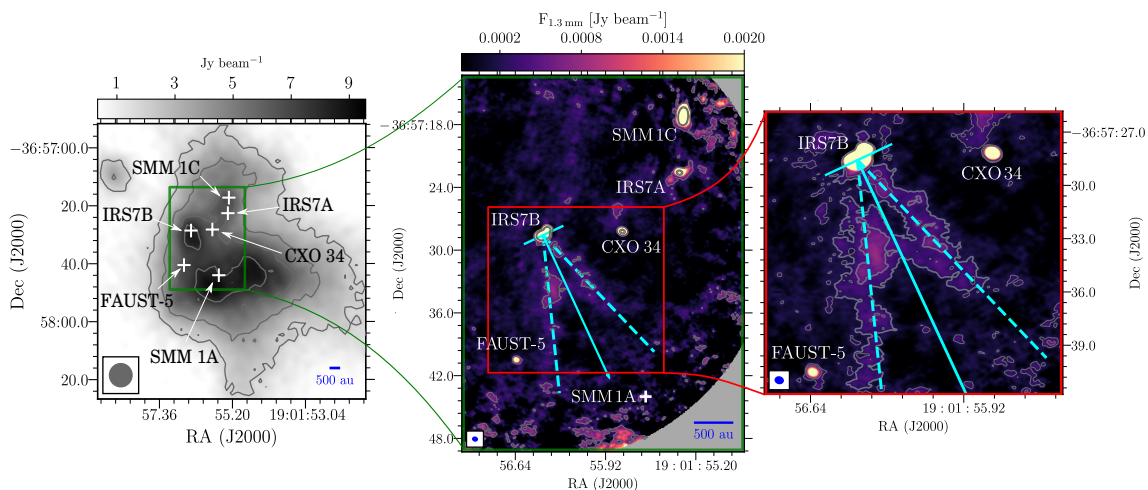 Jy beam⁻¹
1 3 5 7 9
−36:57:00.0
20.0
40.0
58:00.0
20.0
Dec (J2000)
SMM 1C
IRS7B
IRS7A
CXO 34
FAUST-5
SMM 1A
500 au
57.36 55.20 19:01:53.04
RA (J2000)
F₁.₃ ₘₘ [Jy beam⁻¹]
0.0002 0.0008 0.0014 0.0020
−36:57:18.0
24.0
30.0
36.0
42.0
48.0
Dec (J2000)
SMM 1C
IRS7A
IRS7B
CXO 34
FAUST-5
SMM 1A
500 au
56.64 55.92 19 : 01 : 55.20
RA (J2000)
IRS7B
CXO 34
FAUST-5
−36:57:27.0
30.0
33.0
36.0
39.0
Dec (J2000)
56.64 19 : 01 : 55.92
RA (J2000)